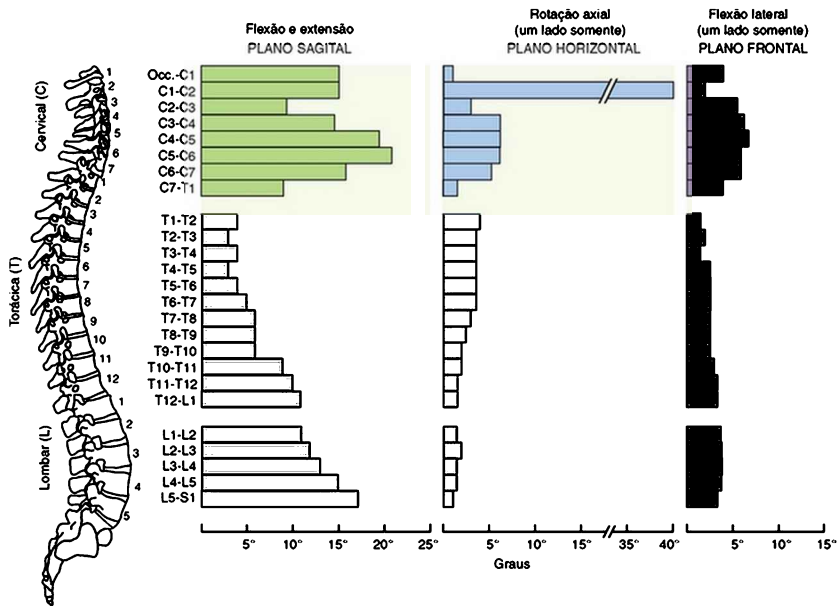 Flexão e extensão
PLANO SAGITAL
Rotação axial
(um lado somente)
PLANO HORIZONTAL
Flexão lateral
(um lado somente)
PLANO FRONTAL
Cervical (C)
1
2
3
4
5
6
7
Torácica (T)
1
2
3
4
5
6
7
8
9
10
11
12
Lombar (L)
1
2
3
4
5
Occ.-C1
C1-C2
C2-C3
C3-C4
C4-C5
C5-C6
C6-C7
C7-T1
T1-T2
T2-T3
T3-T4
T4-T5
T5-T6
T6-T7
T7-T8
T8-T9
T9-T10
T10-T11
T11-T12
T12-L1
L1-L2
L2-L3
L3-L4
L4-L5
L5-S1
5° 10° 15° 20° 25°
5° 10° 15° 35° 40°
5° 10° 15°
Graus